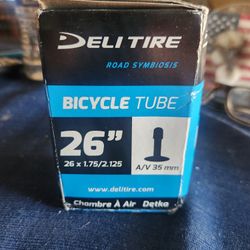 DELI TIRE
ROAD SYMBIOSIS
BICYCLE TUBE
26"
26 x 1.75/2.125
A/V 35 mm
www.delitire.com
Chambre À Air Dętka